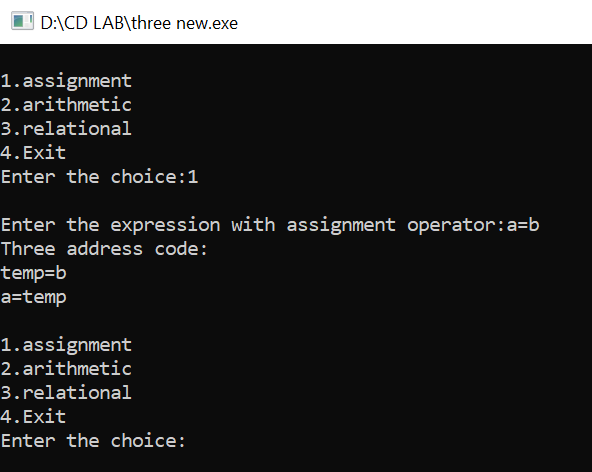 D:\CD LAB\three new.exe
1.assignment
2.arithmetic
3.relational
4.Exit
Enter the choice:1
Enter the expression with assignment operator:a=b
Three address code:
temp=b
a=temp
1.assignment
2.arithmetic
3.relational
4.Exit
Enter the choice: